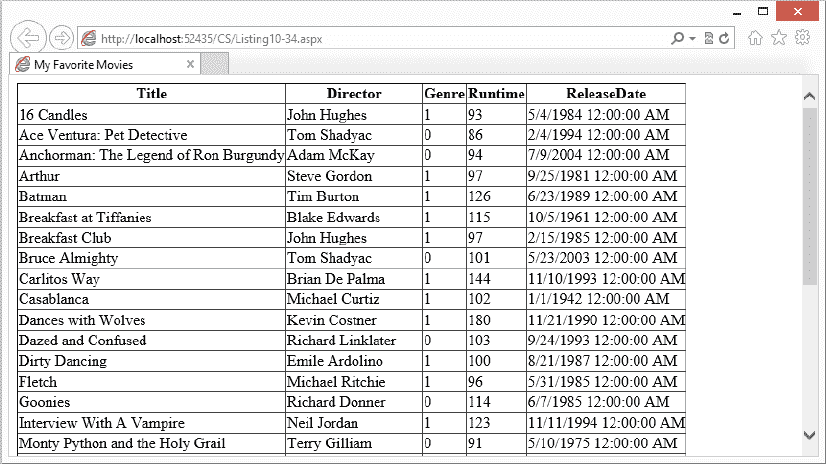 http://localhost:52435/CS/Listing10-34.aspx
My Favorite Movies
Title Director Genre Runtime ReleaseDate
16 Candles John Hughes 1 93 5/4/1984 12:00:00 AM
Ace Ventura: Pet Detective Tom Shadyac 0 86 2/4/1994 12:00:00 AM
Anchorman: The Legend of Ron Burgundy Adam McKay 0 94 7/9/2004 12:00:00 AM
Arthur Steve Gordon 1 97 9/25/1981 12:00:00 AM
Batman Tim Burton 1 126 6/23/1989 12:00:00 AM
Breakfast at Tiffanies Blake Edwards 1 115 10/5/1961 12:00:00 AM
Breakfast Club John Hughes 1 97 2/15/1985 12:00:00 AM
Bruce Almighty Tom Shadyac 0 101 5/23/2003 12:00:00 AM
Carlitos Way Brian De Palma 1 144 11/10/1993 12:00:00 AM
Casablanca Michael Curtiz 1 102 1/1/1942 12:00:00 AM
Dances with Wolves Kevin Costner 1 180 11/21/1990 12:00:00 AM
Dazed and Confused Richard Linklater 0 103 9/24/1993 12:00:00 AM
Dirty Dancing Emile Ardolino 1 100 8/21/1987 12:00:00 AM
Fletch Michael Ritchie 1 96 5/31/1985 12:00:00 AM
Goonies Richard Donner 0 114 6/7/1985 12:00:00 AM
Interview With A Vampire Neil Jordan 1 123 11/11/1994 12:00:00 AM
Monty Python and the Holy Grail Terry Gilliam 0 91 5/10/1975 12:00:00 AM